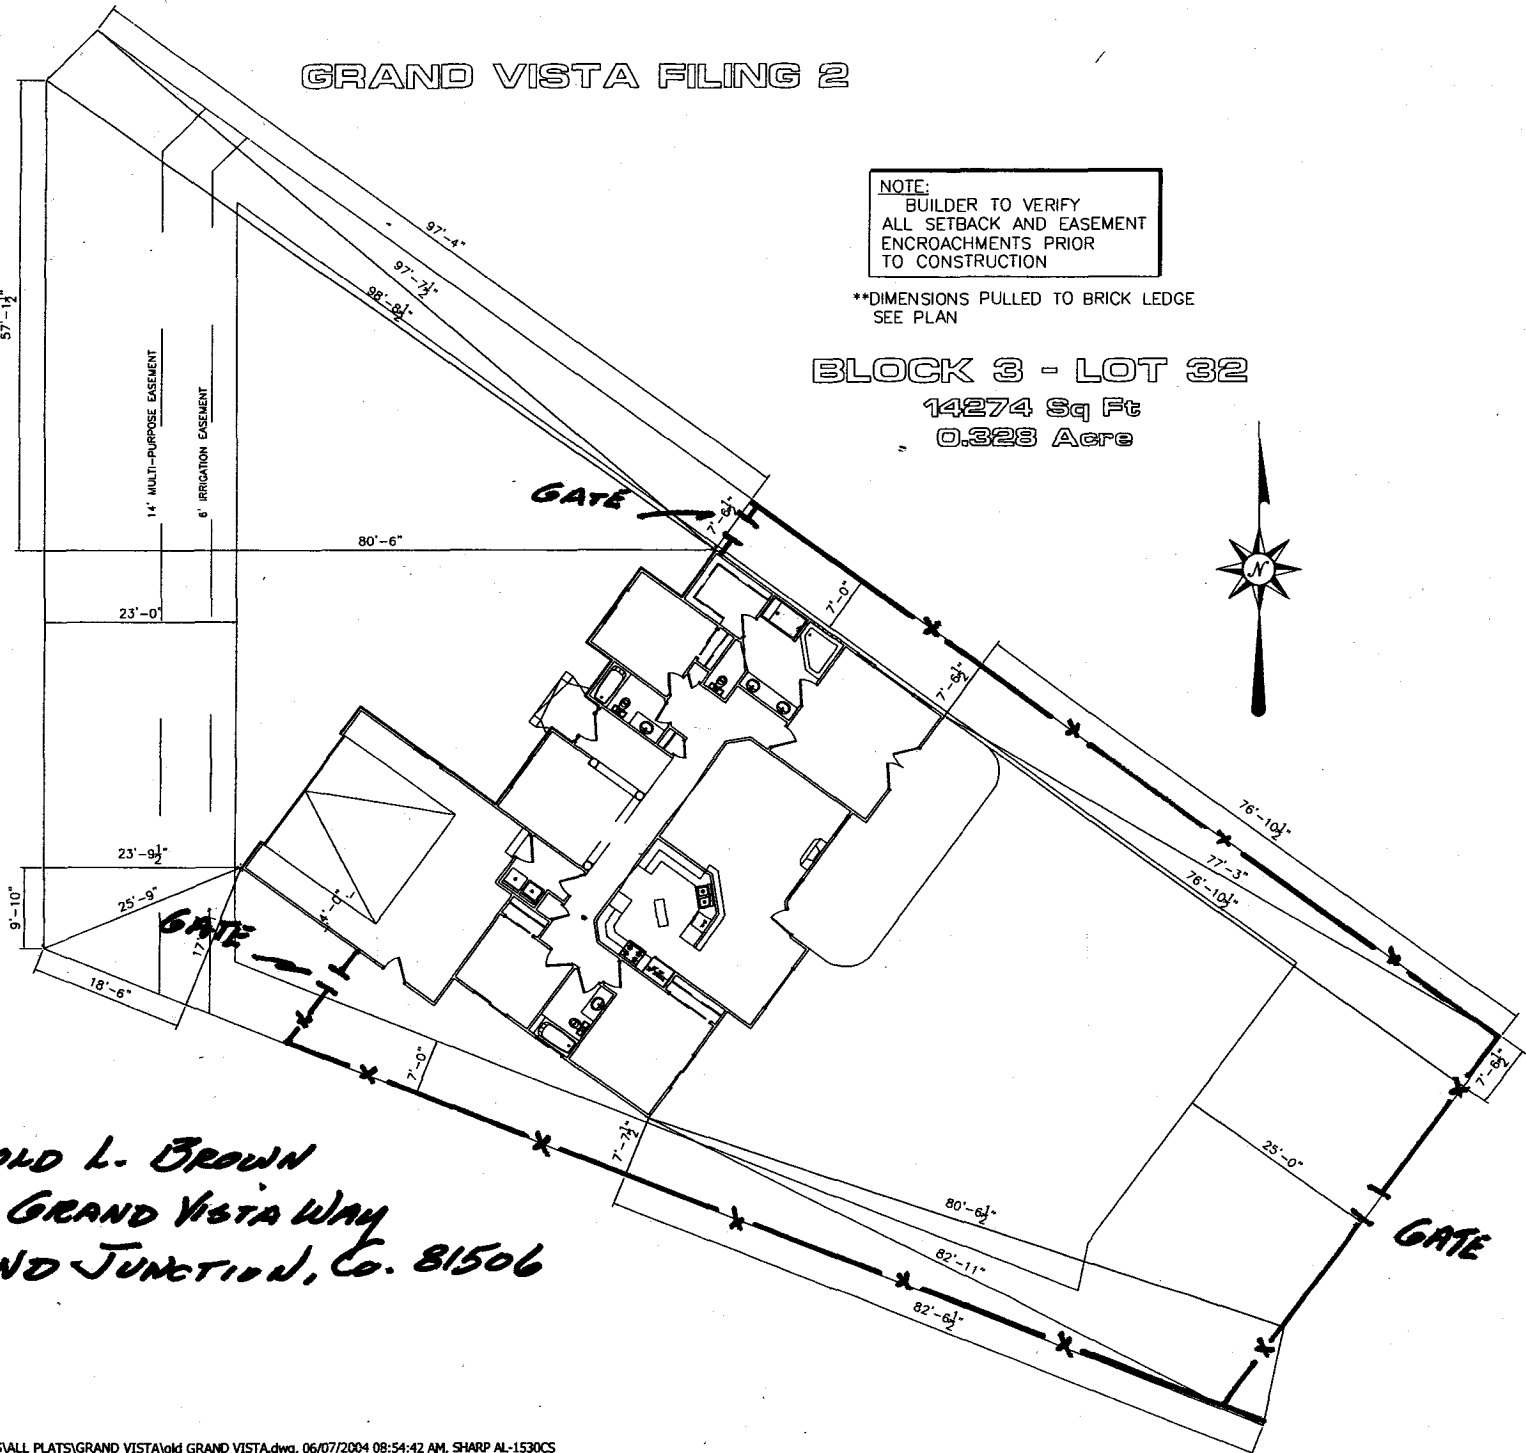 GRAND VISTA FILING 2
NOTE:
BUILDER TO VERIFY
ALL SETBACK AND EASEMENT
ENCROACHMENTS PRIOR
TO CONSTRUCTION
**DIMENSIONS PULLED TO BRICK LEDGE
SEE PLAN
BLOCK 3 - LOT 32
14274 Sq Ft
0.328 Acre
97'-4"
97'-7½"
98'-8½"
57'-1½"
14' MULTI-PURPOSE EASEMENT
6' IRRIGATION EASEMENT
GATE
7'-6½"
80'-6"
23'-0"
7'-0"
7'-6½"
N
76'-10½"
77'-3"
76'-10½"
23'-9½"
25'-9"
9'-10"
4'-0"
GATE
18'-6"
7'-0"
7'-7½"
7'-6½"
25'-0"
80'-6½"
82'-11"
82'-6½"
GATE
OLD L. BROWN
GRAND VISTA WAY
ND JUNCTION, CO. 81506
S\ALL PLATS\GRAND VISTA\old GRAND VISTA.dwg, 06/07/2004 08:54:42 AM, SHARP AL-1530CS